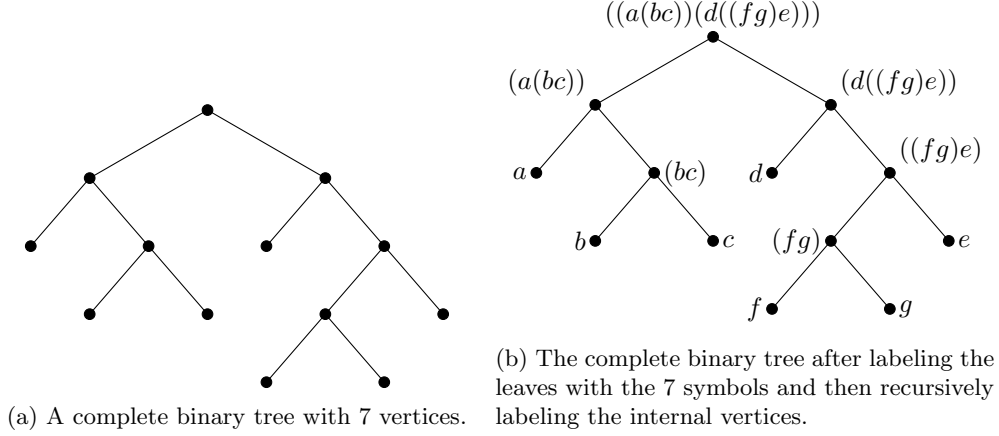 ((a(bc))(d((fg)e)))
(a(bc))
(d((fg)e))
((fg)e)
a
(bc)
d
b
c
(fg)
e
f
g
(a) A complete binary tree with 7 vertices.
(b) The complete binary tree after labeling the
leaves with the 7 symbols and then recursively
labeling the internal vertices.